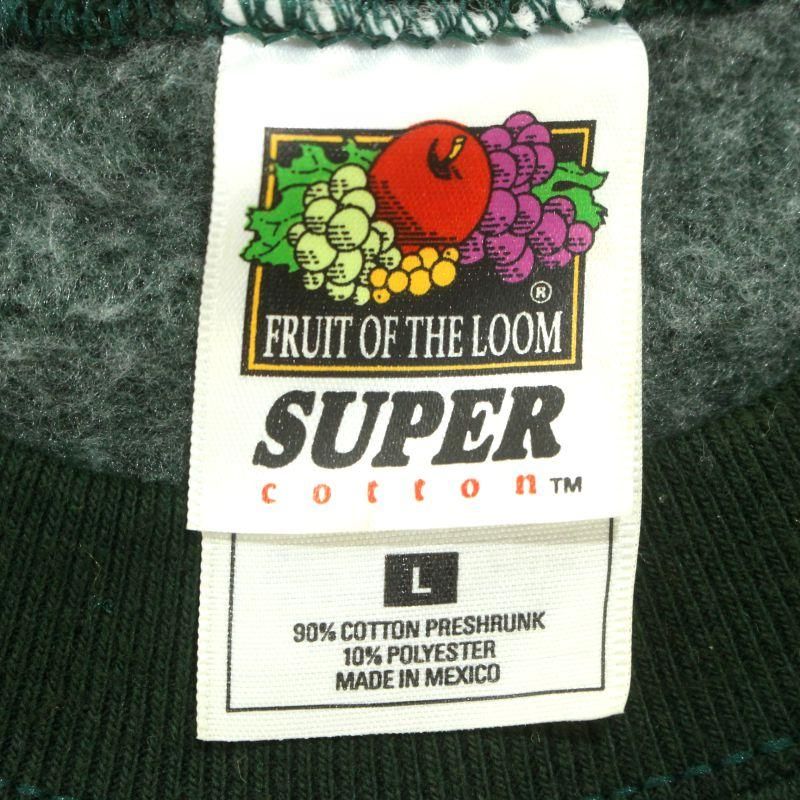 ®
FRUIT OF THE LOOM
SUPER
cotton™
L
90% COTTON PRESHRUNK
10% POLYESTER
MADE IN MEXICO